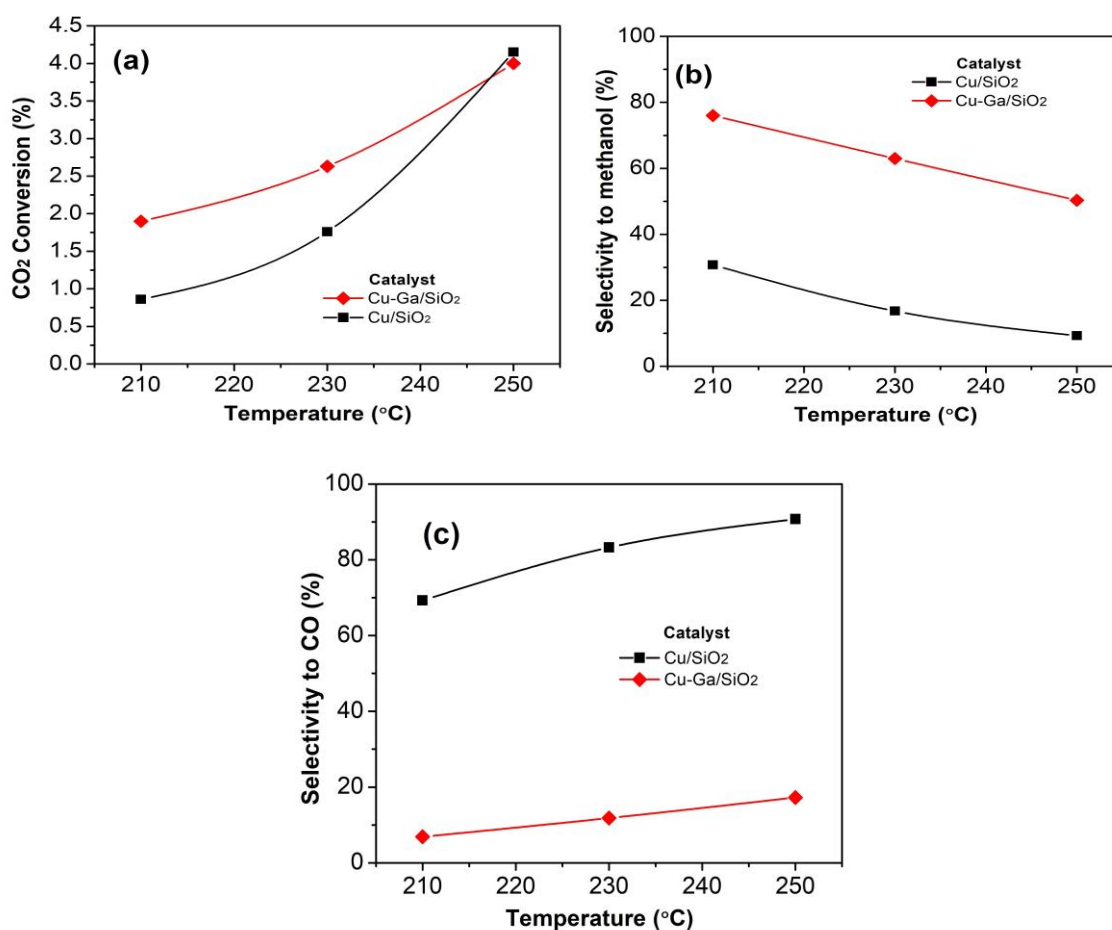 (a)
CO₂ Conversion (%)
4.5
4.0
3.5
3.0
2.5
2.0
1.5
1.0
0.5
0.0
Catalyst
Cu-Ga/SiO₂
Cu/SiO₂
210 220 230 240 250
Temperature (°C)
(b)
Selectivity to methanol (%)
100
80
60
40
20
0
Catalyst
Cu/SiO₂
Cu-Ga/SiO₂
210 220 230 240 250
Temperature (°C)
(c)
Selectivity to CO (%)
100
80
60
40
20
0
Catalyst
Cu/SiO₂
Cu-Ga/SiO₂
210 220 230 240 250
Temperature (°C)